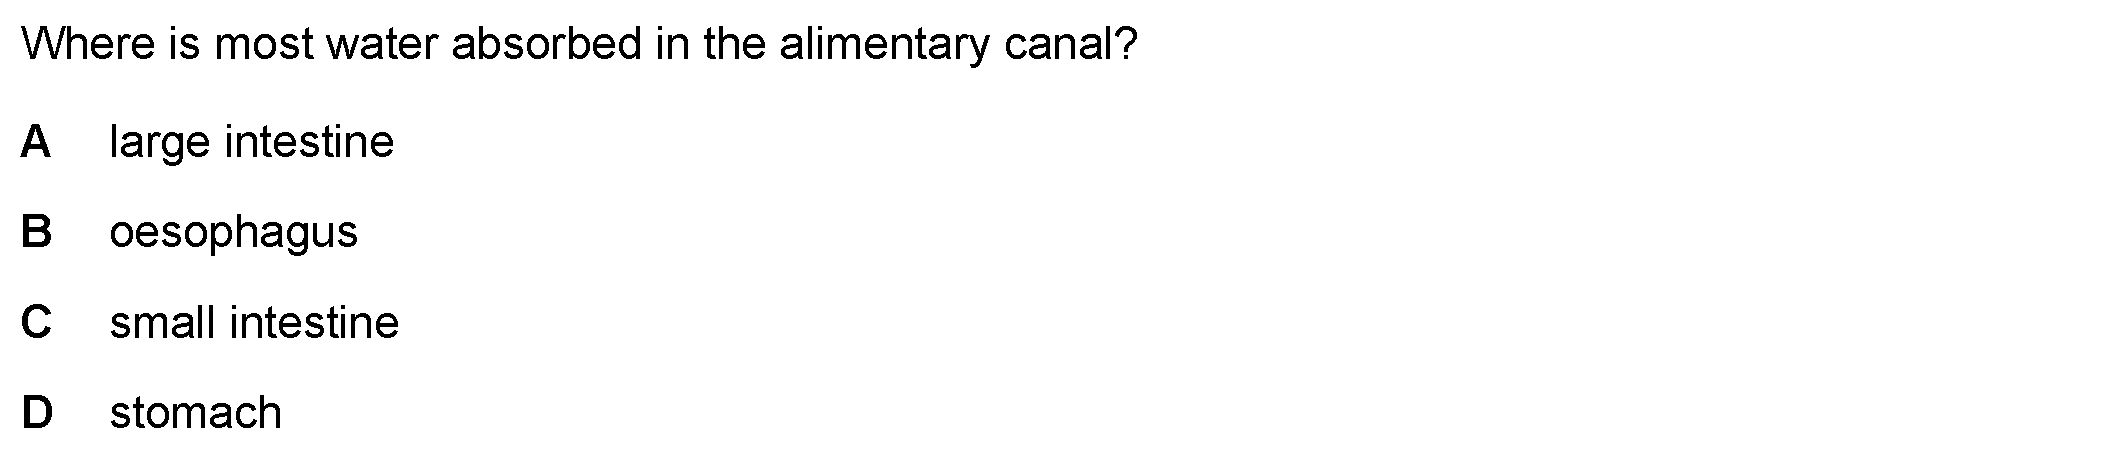 Where is most water absorbed in the alimentary canal?
A large intestine
B oesophagus
C small intestine
D stomach